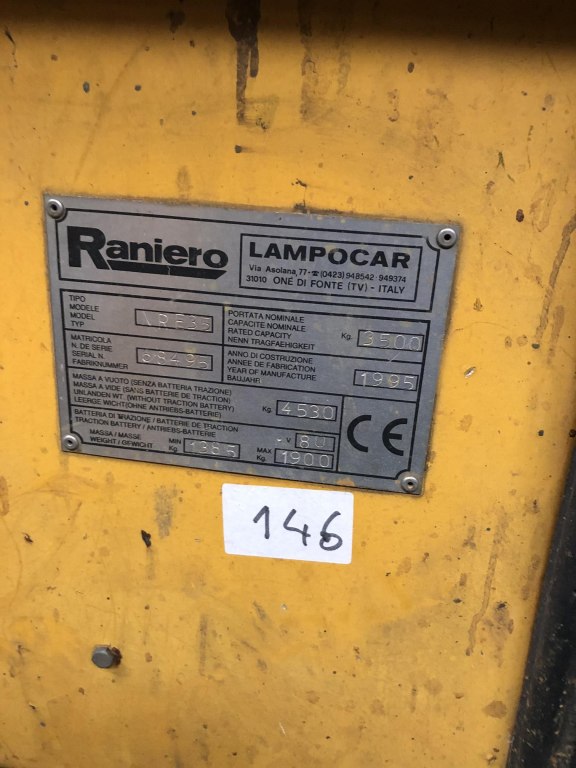 Raniero
LAMPOCAR
Via Asolana,77-☎(0423)948542-949374
31010 ONE DI FONTE (TV) - ITALY
TIPO
MODÈLE
MODEL
TYP
PORTATA NOMINALE
CAPACITE NOMINALE
RATED CAPACITY
NENN TRAGFAEHIGKEIT
Kg. 3500
MATRICOLA
N. DE SERIE
SERIAL N.
FABRIKNUMMER
ANNO DI COSTRUZIONE
ANNÉE DE FABRICATION
YEAR OF MANUFACTURE
BAUJAHR
1995
MASSA A VUOTO (SENZA BATTERIA TRAZIONE)
MASSA A VIDE (SANS BATTERIE DE TRACTION)
UNLANDEN WT. (WITHOUT TRACTION BATTERY)
LEERGE WICHT(OHNE ANTRIEBS-BATTERIE)
Kg. 4530
BATTERIA DI TRAZIONE / BATTERIE DE TRACTION
TRACTION BATTERY / ANTRIEBS-BATTERIE
V 80
MASSA / MASSE
WEIGHT / GEWICHT
MIN
Kg.
MAX
Kg. 1900
CE
146